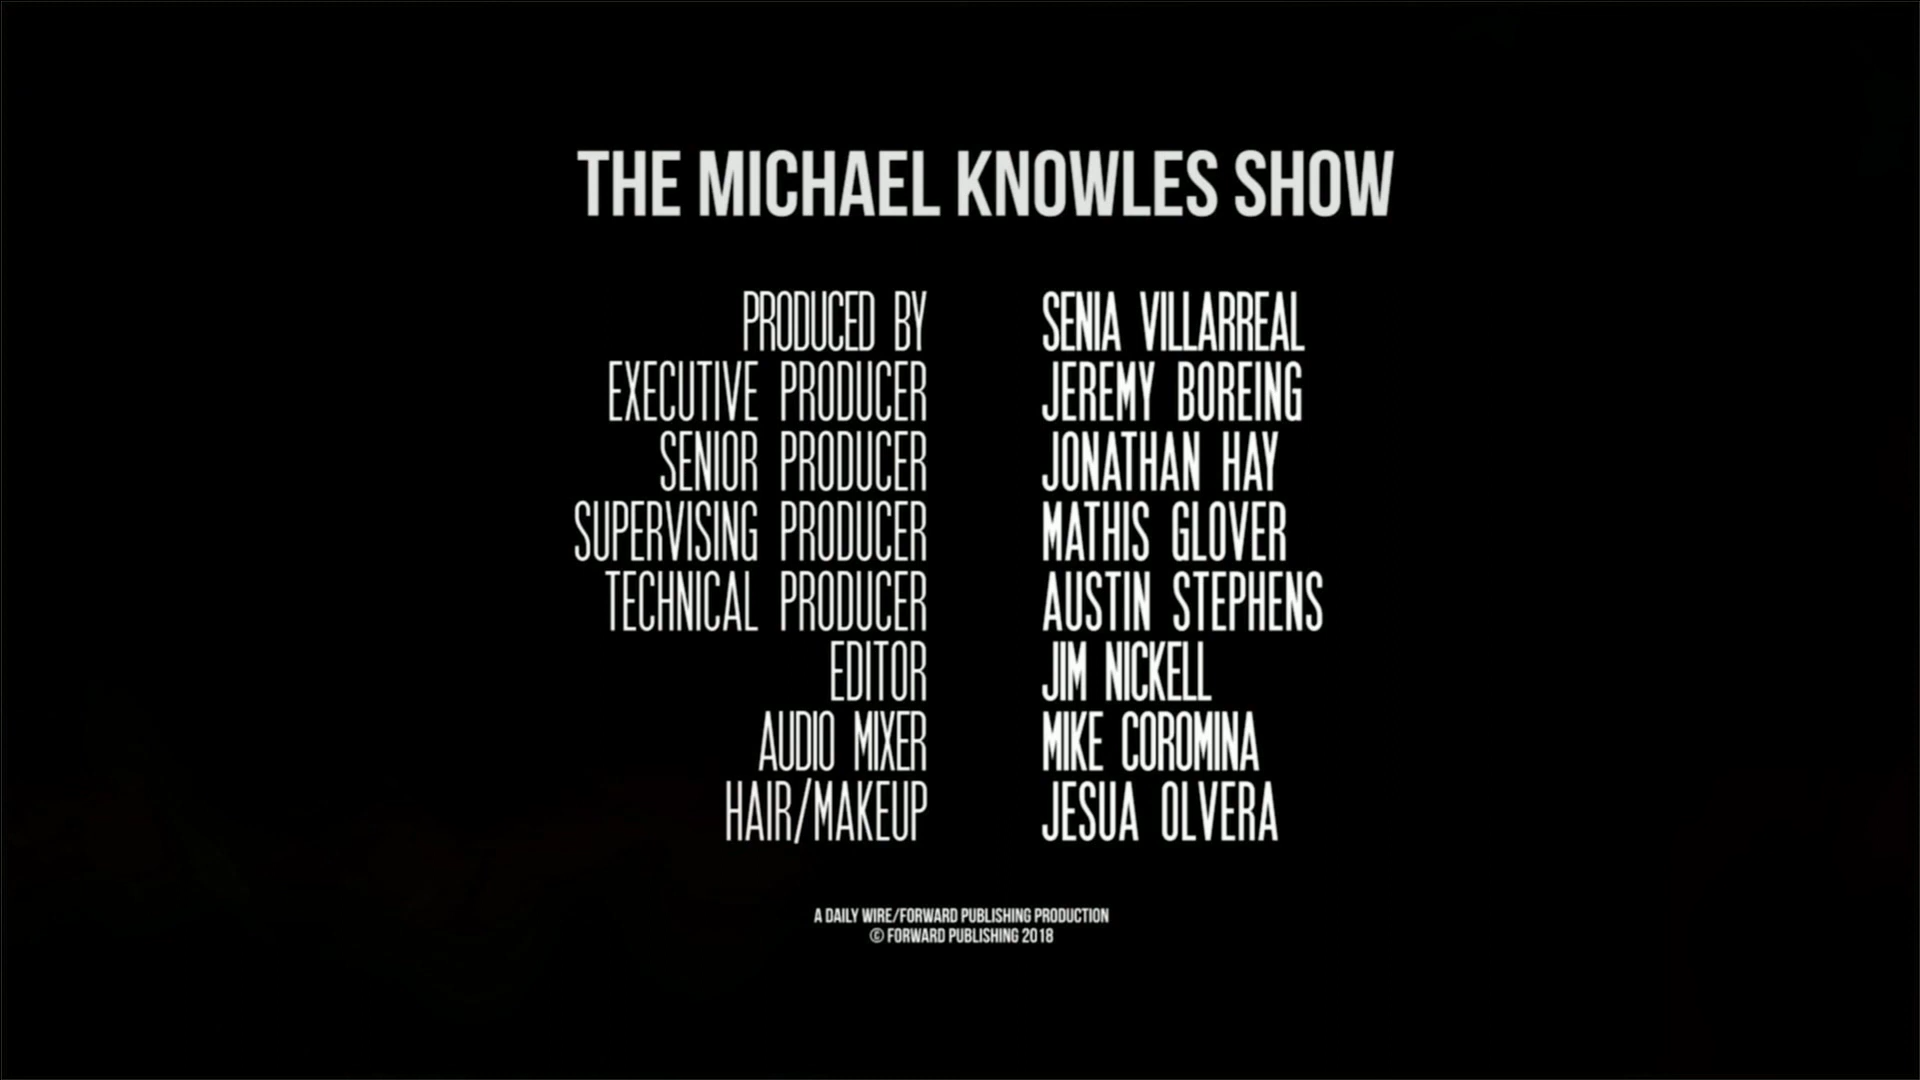 THE MICHAEL KNOWLES SHOW
PRODUCED BY SENIA VILLARREAL
EXECUTIVE PRODUCER JEREMY BOREING
SENIOR PRODUCER JONATHAN HAY
SUPERVISING PRODUCER MATHIS GLOVER
TECHNICAL PRODUCER AUSTIN STEPHENS
EDITOR JIM NICKELL
AUDIO MIXER MIKE COROMINA
HAIR/MAKEUP JESUA OLVERA
A DAILY WIRE/FORWARD PUBLISHING PRODUCTION
© FORWARD PUBLISHING 2018